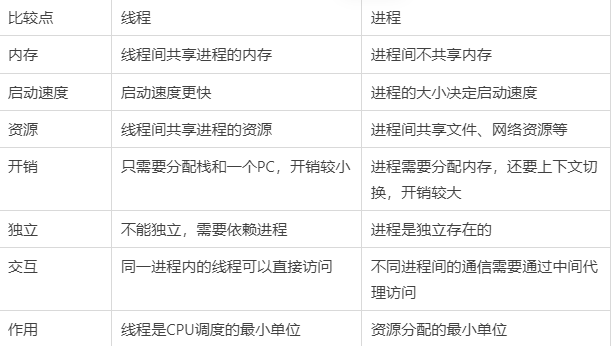 比较点 线程 进程
内存 线程间共享进程的内存 进程间不共享内存
启动速度 启动速度更快 进程的大小决定启动速度
资源 线程间共享进程的资源 进程间共享文件、网络资源等
开销 只需要分配栈和一个PC，开销较小 进程需要分配内存，还要上下文切
换，开销较大
独立 不能独立，需要依赖进程 进程是独立存在的
交互 同一进程内的线程可以直接访问 不同进程间的通信需要通过中间代
理访问
作用 线程是CPU调度的最小单位 资源分配的最小单位